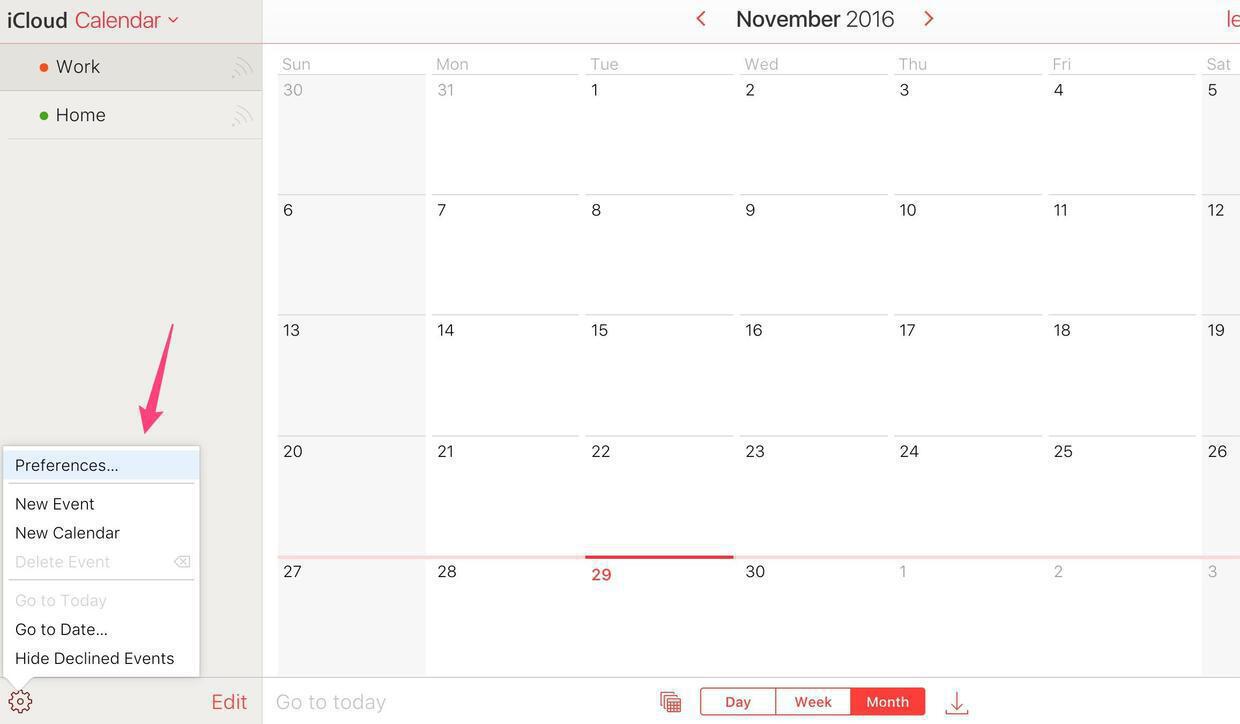 iCloud Calendar
November 2016
le
Work
Home
Sun Mon Tue Wed Thu Fri Sat
30 31 1 2 3 4 5
6 7 8 9 10 11 12
13 14 15 16 17 18 19
20 21 22 23 24 25 26
27 28 29 30 1 2 3
Preferences...
New Event
New Calendar
Delete Event
Go to Today
Go to Date...
Hide Declined Events
Edit
Go to today
Day Week Month